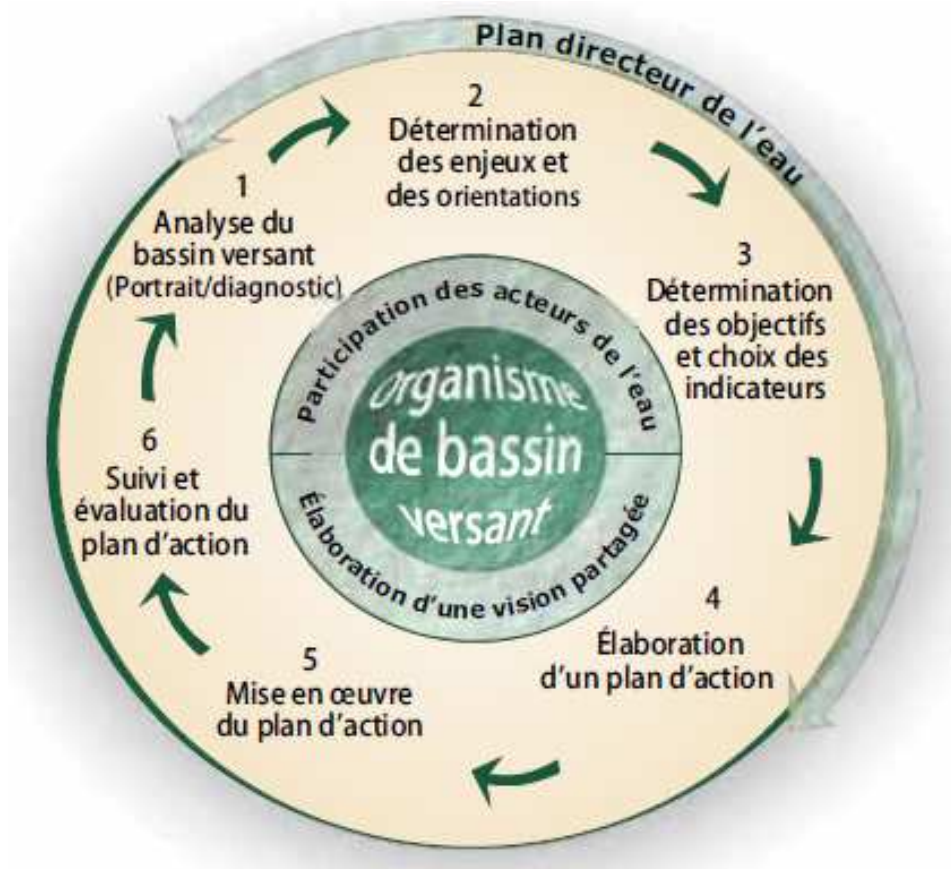 Plan directeur de l'eau
1
Analyse du
bassin versant
(Portrait/diagnostic)
2
Détermination
des enjeux et
des orientations
3
Détermination
des objectifs
et choix des
indicateurs
4
Élaboration
d'un plan d'action
5
Mise en œuvre
du plan d'action
6
Suivi et
évaluation du
plan d'action
Participation des acteurs de l'eau
organisme
de bassin
versant
Élaboration d'une vision partagée